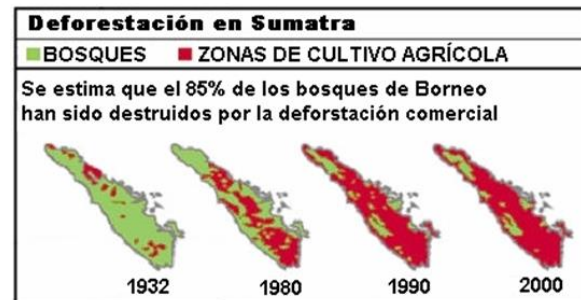 Deforestación en Sumatra
BOSQUES ZONAS DE CULTIVO AGRÍCOLA
Se estima que el 85% de los bosques de Borneo
han sido destruidos por la deforstación comercial
1932 1980 1990 2000